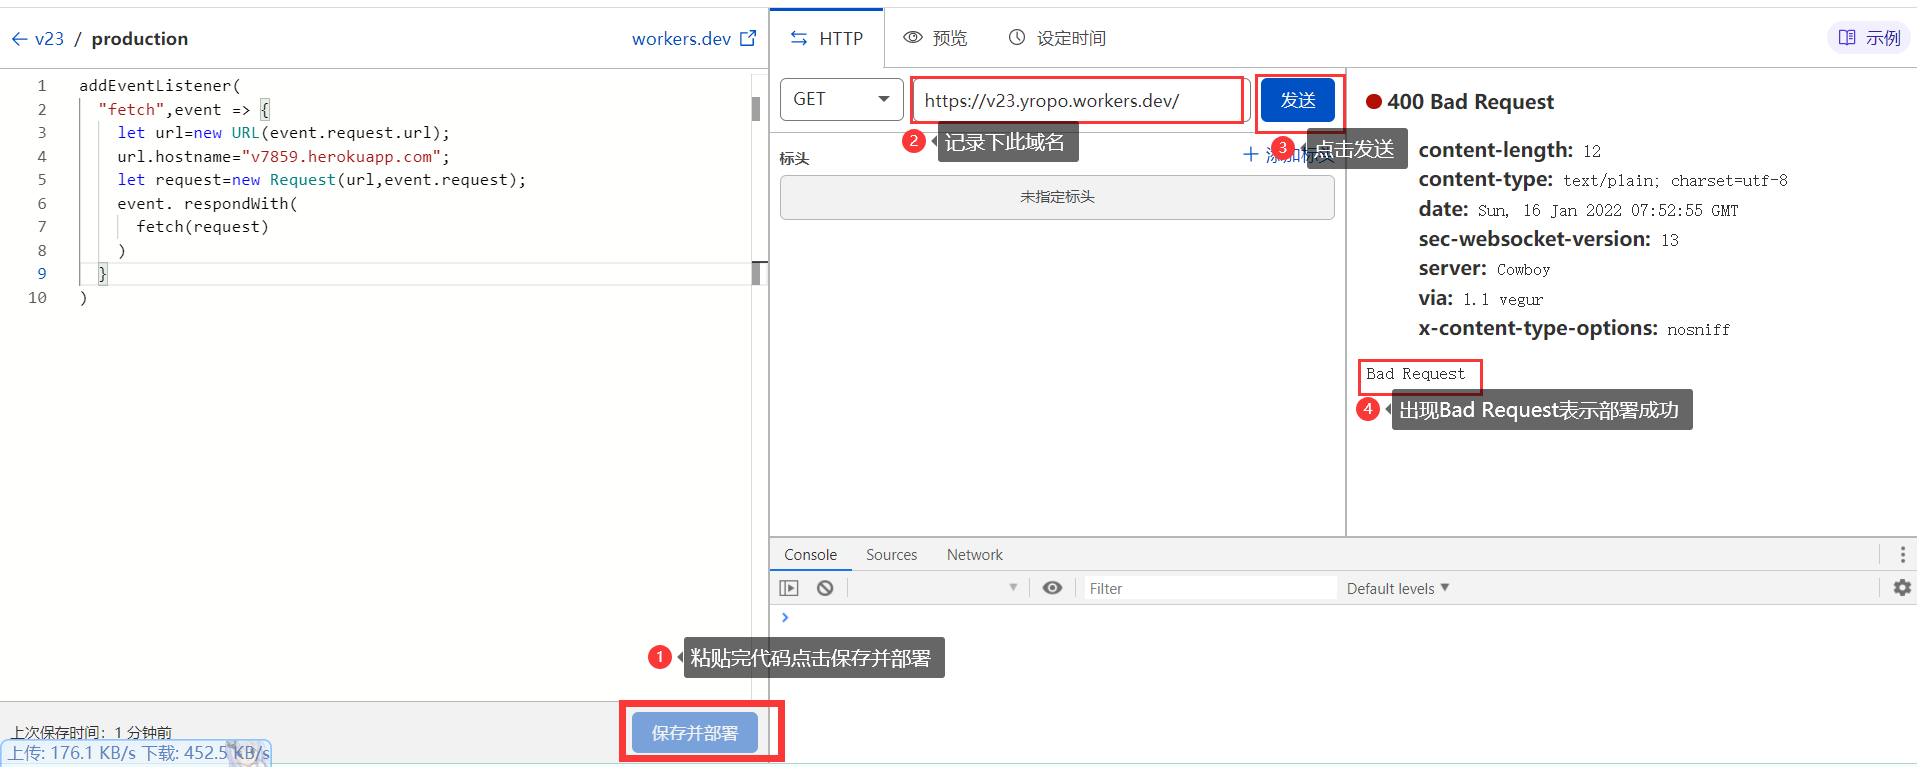 v23 / production
workers.dev
1 addEventListener(
2 "fetch",event => {
3 let url=new URL(event.request.url);
4 url.hostname="v7859.herokuapp.com";
5 let request=new Request(url,event.request);
6 event. respondWith(
7 fetch(request)
8 )
9 }
10 )
1 粘贴完代码点击保存并部署
上次保存时间: 1 分钟前
保存并部署
上传: 176.1 KB/s 下载: 452.5 KB/s
HTTP
预览
设定时间
示例
GET
https://v23.yropo.workers.dev/
发送
2 记录下此域名
3 点击发送
标头
添加标头
未指定标头
400 Bad Request
content-length: 12
content-type: text/plain; charset=utf-8
date: Sun, 16 Jan 2022 07:52:55 GMT
sec-websocket-version: 13
server: Cowboy
via: 1.1 vegur
x-content-type-options: nosniff
Bad Request
4 出现Bad Request表示部署成功
Console Sources Network
Filter
Default levels